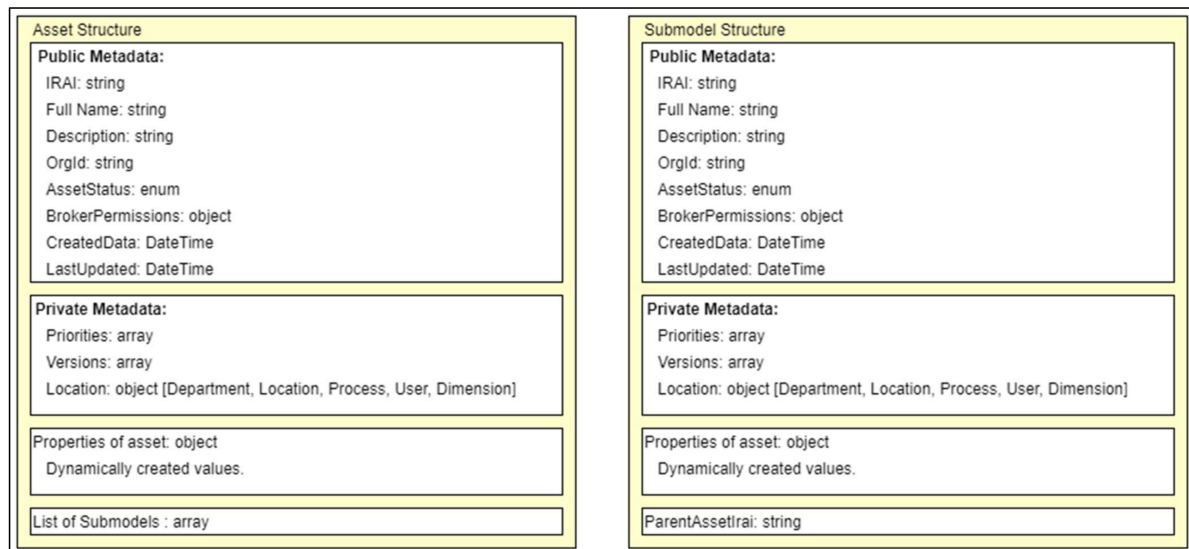 Asset Structure
Public Metadata:
IRAI: string
Full Name: string
Description: string
OrgId: string
AssetStatus: enum
BrokerPermissions: object
CreatedData: DateTime
LastUpdated: DateTime
Private Metadata:
Priorities: array
Versions: array
Location: object [Department, Location, Process, User, Dimension]
Properties of asset: object
Dynamically created values.
List of Submodels : array
Submodel Structure
Public Metadata:
IRAI: string
Full Name: string
Description: string
OrgId: string
AssetStatus: enum
BrokerPermissions: object
CreatedData: DateTime
LastUpdated: DateTime
Private Metadata:
Priorities: array
Versions: array
Location: object [Department, Location, Process, User, Dimension]
Properties of asset: object
Dynamically created values.
ParentAssetIrai: string